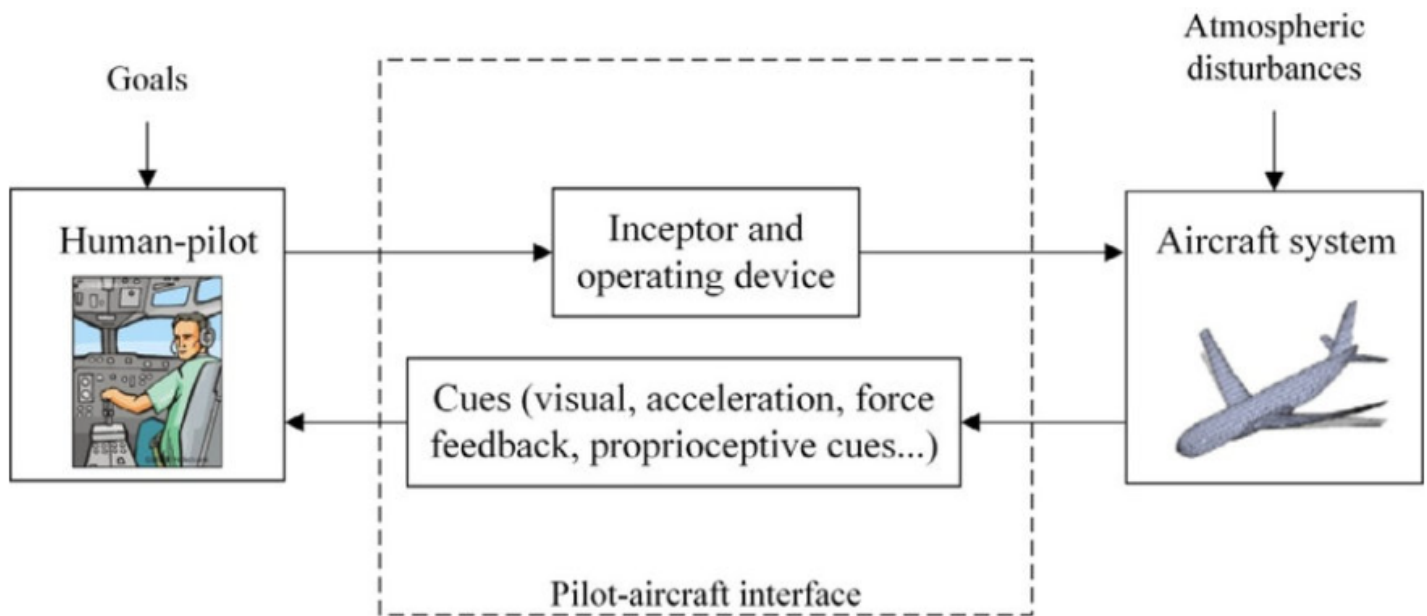 Goals
Atmospheric
disturbances
Human-pilot
Inceptor and
operating device
Aircraft system
Cues (visual, acceleration, force
feedback, proprioceptive cues...)
Pilot-aircraft interface